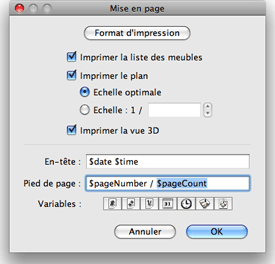 Mise en page
Format d'impression
Imprimer la liste des meubles
Imprimer le plan
Echelle optimale
Echelle : 1 /
Imprimer la vue 3D
En-tête : $date $time
Pied de page : $pageNumber / $pageCount
Variables :
Annuler OK